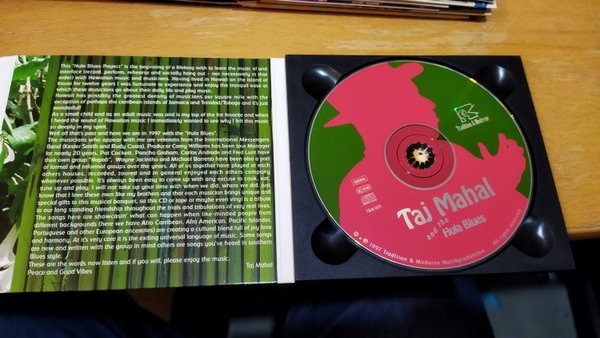 This "Hula Blues Project" is the beginning of a lifelong wish to learn the music of and
interface (record, perform, rehearse and socially hang out - not necessarily in that
order) with Hawaiian music and musicians. Having lived in Hawaii on the Island of
Kauai for twelve years I was fortunate to experience and enjoy the tranquil ease at
which these musicians go about their daily life and play music.
Hawaii has possibly the greatest density of musicians per square mile with the
exception of perhaps the carribean islands of Jamaica and Trinidad/Tobago and it's just
wonderfull!
As a small child and as an adult music was and is my top of the list favorite and when
I heard the sound of Hawaiian music I immediately wanted to see why I felt this music
so deeply in my spirit.
Well all of that's past and here we are in 1997 with the "Hula Blues".
The musicians who appear with me are veterans from the International Messengers
Band (Kester Smith and Rudy Costa). Producer Carey Williams has been tour Manager
for nearly 20 years. Pat Cockett, Pancho Graham, Carlos Andrade and Fred Lunt have
their own group "Napali". Wayne Jacintho and Michael Barretto have been also a part
of formal and informal groups over the years. All of us together have played at each
others houses, recorded, toured and in general enjoyed each others company
whenever possible. It's always been easy to came up with any excuse to cook, eat,
tune up and play. I will not take up your time with when we did, where we did, just
know that I love these men like my brothers and that each musician brings unique and
special gifts to this musical banquet, so this CD or tape or maybe even vinyl is a tribute
to our long standing friendship throughout the trials and tribulations of very real lives.
The songs here are showcasin' what can happen when like-minded people from
different backgrounds (here we have Afro Carribean, Afro American, Pacific Islander,
Portuguese and other European ancestries) are creating a cultural blend full of joy love
and harmony. At it's very core it is the exiting universal language of music. Some songs
are new and written with the group in mind others are songs you've heard in southern
Blues style.
These are the words now listen and if you will, please enjoy the music.
Peace and Good Vibes
Taj Mahal
Tradition & Moderne
GEMA
T&M 009
Taj Mahal
and the
Hula Blues
℗ © 1997 Tradition & Moderne Musikproduktion
All rights reserved